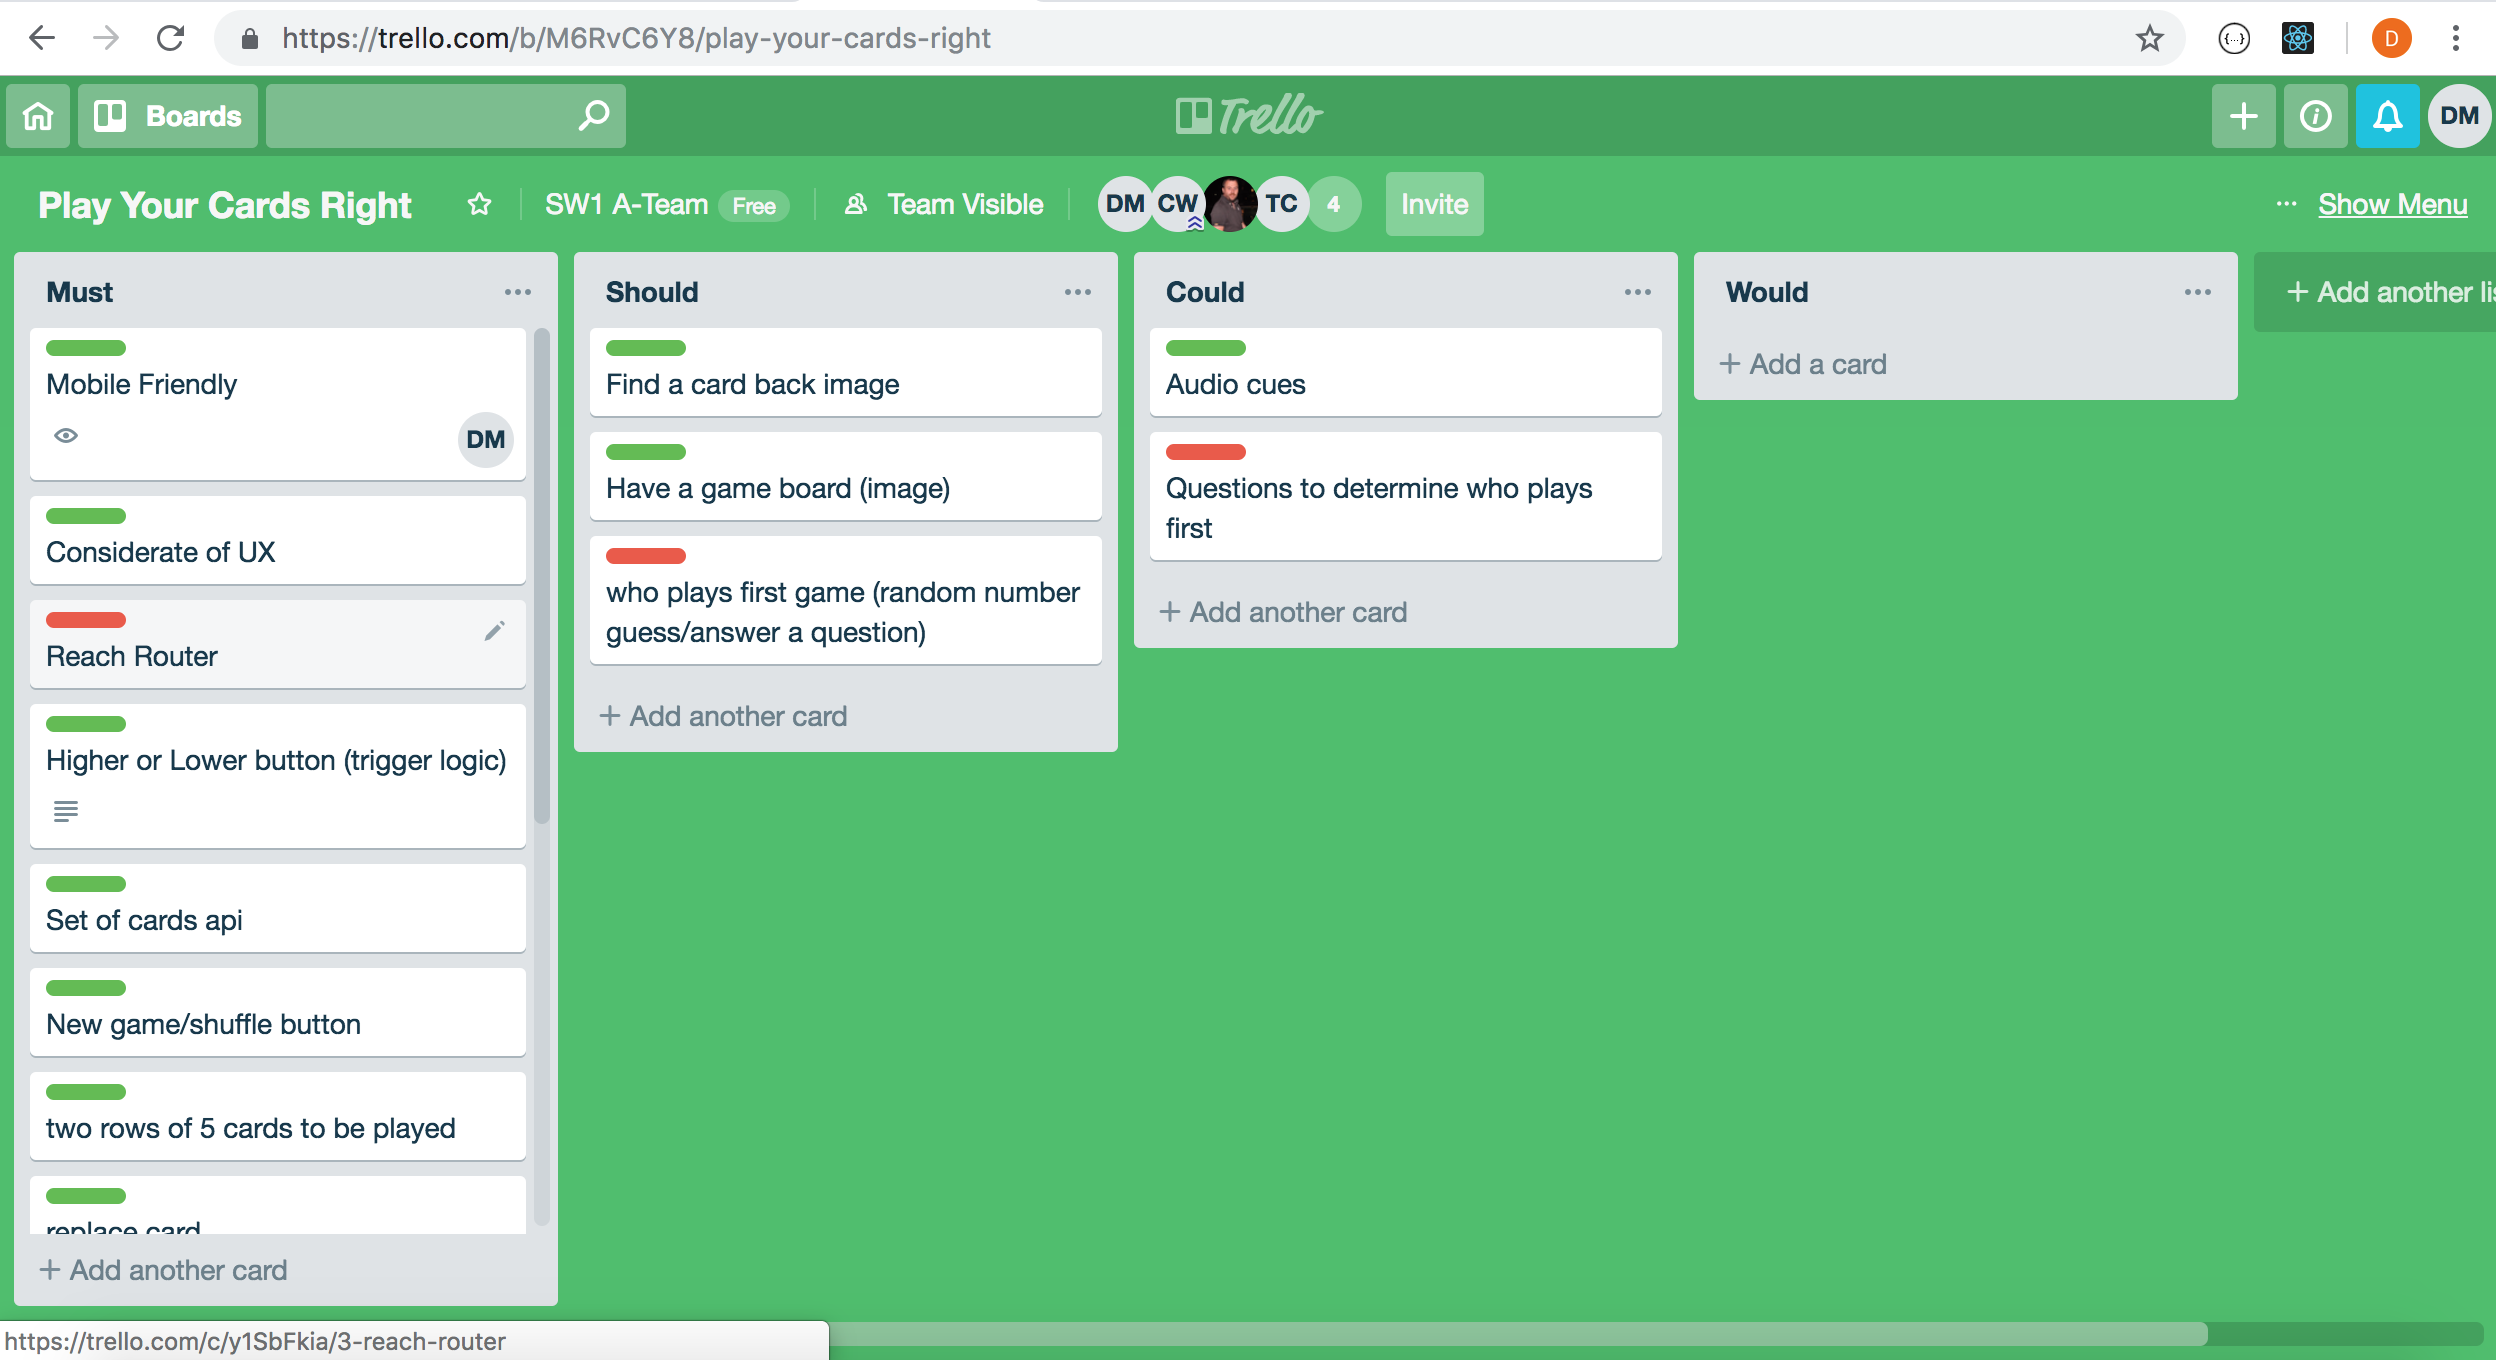 https://trello.com/b/M6RvC6Y8/play-your-cards-right
{...}
D
Boards
Trello
i
DM
Play Your Cards Right
SW1 A-Team Free
Team Visible
DM CW TC 4
Invite
... Show Menu
Must
Mobile Friendly
DM
Considerate of UX
Reach Router
Higher or Lower button (trigger logic)
Set of cards api
New game/shuffle button
two rows of 5 cards to be played
replace card
+ Add another card
Should
Find a card back image
Have a game board (image)
who plays first game (random number
guess/answer a question)
+ Add another card
Could
Audio cues
Questions to determine who plays
first
+ Add another card
Would
+ Add a card
+ Add another lis
https://trello.com/c/y1SbFkia/3-reach-router